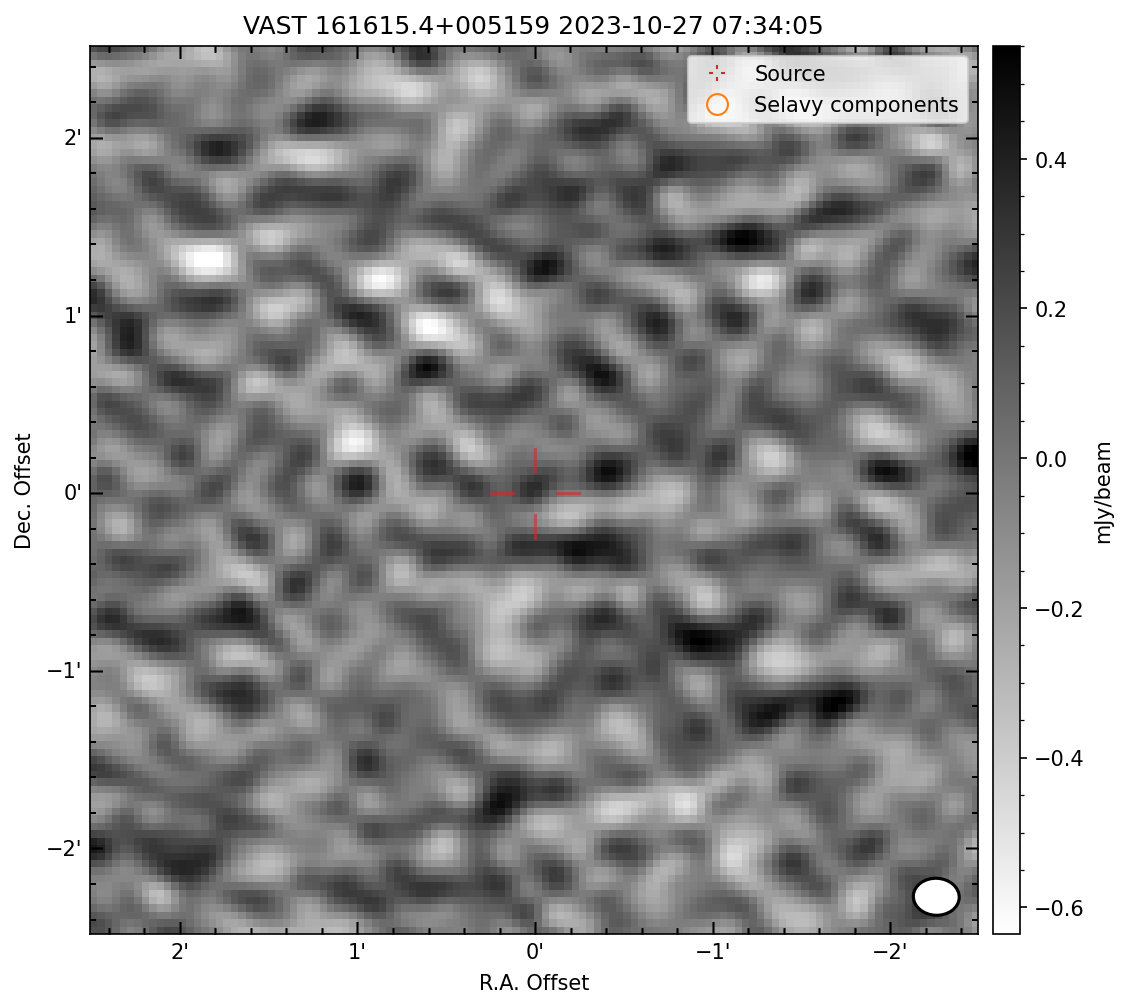 VAST 161615.4+005159 2023-10-27 07:34:05
Source
Selavy components
2'
1'
0'
−1'
−2'
Dec. Offset
2'
1'
0'
−1'
−2'
R.A. Offset
0.4
0.2
0.0
−0.2
−0.4
−0.6
mJy/beam